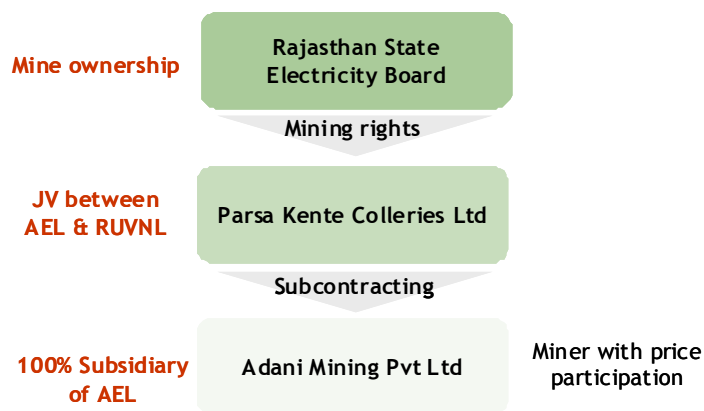 Mine ownership
Rajasthan State
Electricity Board
Mining rights
JV between
AEL & RUVNL
Parsa Kente Colleries Ltd
Subcontracting
100% Subsidiary
of AEL
Adani Mining Pvt Ltd
Miner with price
participation